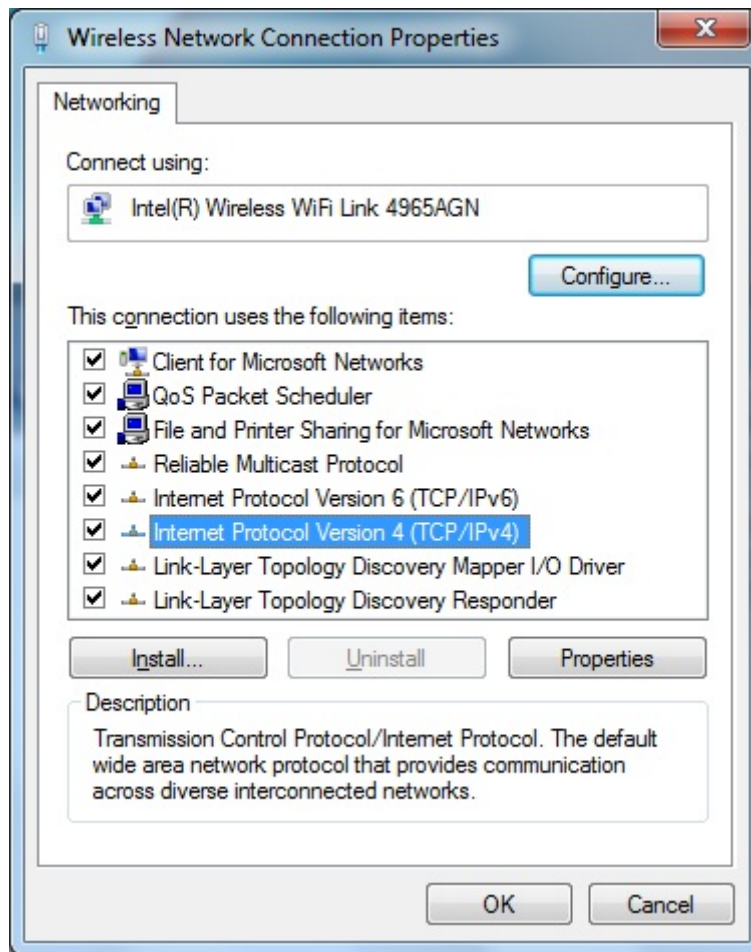 Wireless Network Connection Properties
Networking
Connect using:
Intel(R) Wireless WiFi Link 4965AGN
Configure...
This connection uses the following items:
Client for Microsoft Networks
QoS Packet Scheduler
File and Printer Sharing for Microsoft Networks
Reliable Multicast Protocol
Internet Protocol Version 6 (TCP/IPv6)
Internet Protocol Version 4 (TCP/IPv4)
Link-Layer Topology Discovery Mapper I/O Driver
Link-Layer Topology Discovery Responder
Install... Uninstall Properties
Description
Transmission Control Protocol/Internet Protocol. The default
wide area network protocol that provides communication
across diverse interconnected networks.
OK Cancel